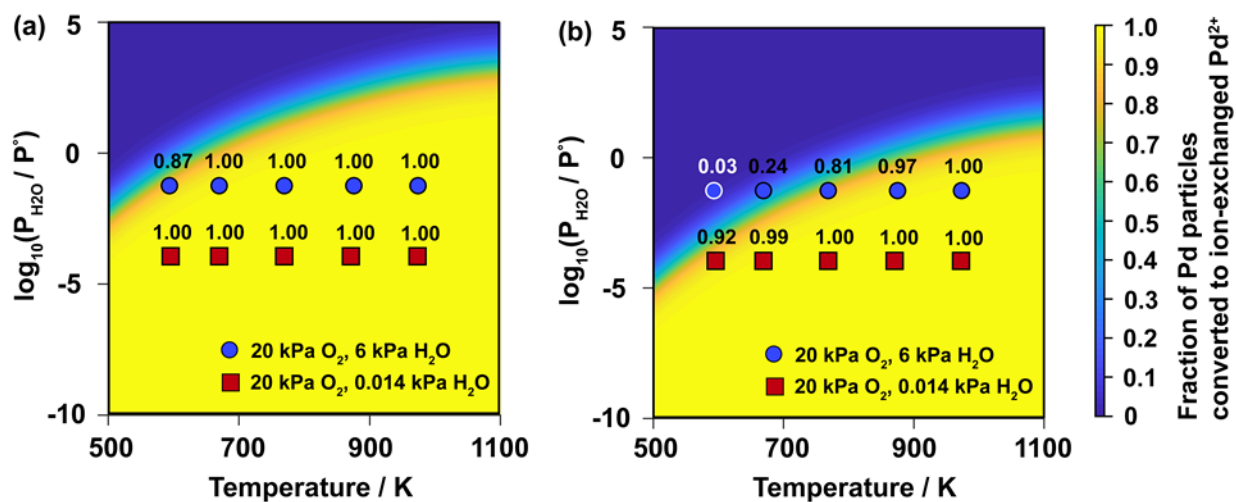 (a)
5
0
-5
-10
log₁₀(P_H2O / P°)
0.87 1.00 1.00 1.00 1.00
1.00 1.00 1.00 1.00 1.00
20 kPa O₂, 6 kPa H₂O
20 kPa O₂, 0.014 kPa H₂O
500 700 900 1100
Temperature / K
(b)
5
0
-5
-10
log₁₀(P_H2O / P°)
0.03 0.24 0.81 0.97 1.00
0.92 0.99 1.00 1.00 1.00
20 kPa O₂, 6 kPa H₂O
20 kPa O₂, 0.014 kPa H₂O
500 700 900 1100
Temperature / K
1.0
0.9
0.8
0.7
0.6
0.5
0.4
0.3
0.2
0.1
0
Fraction of Pd particles
converted to ion-exchanged Pd²⁺